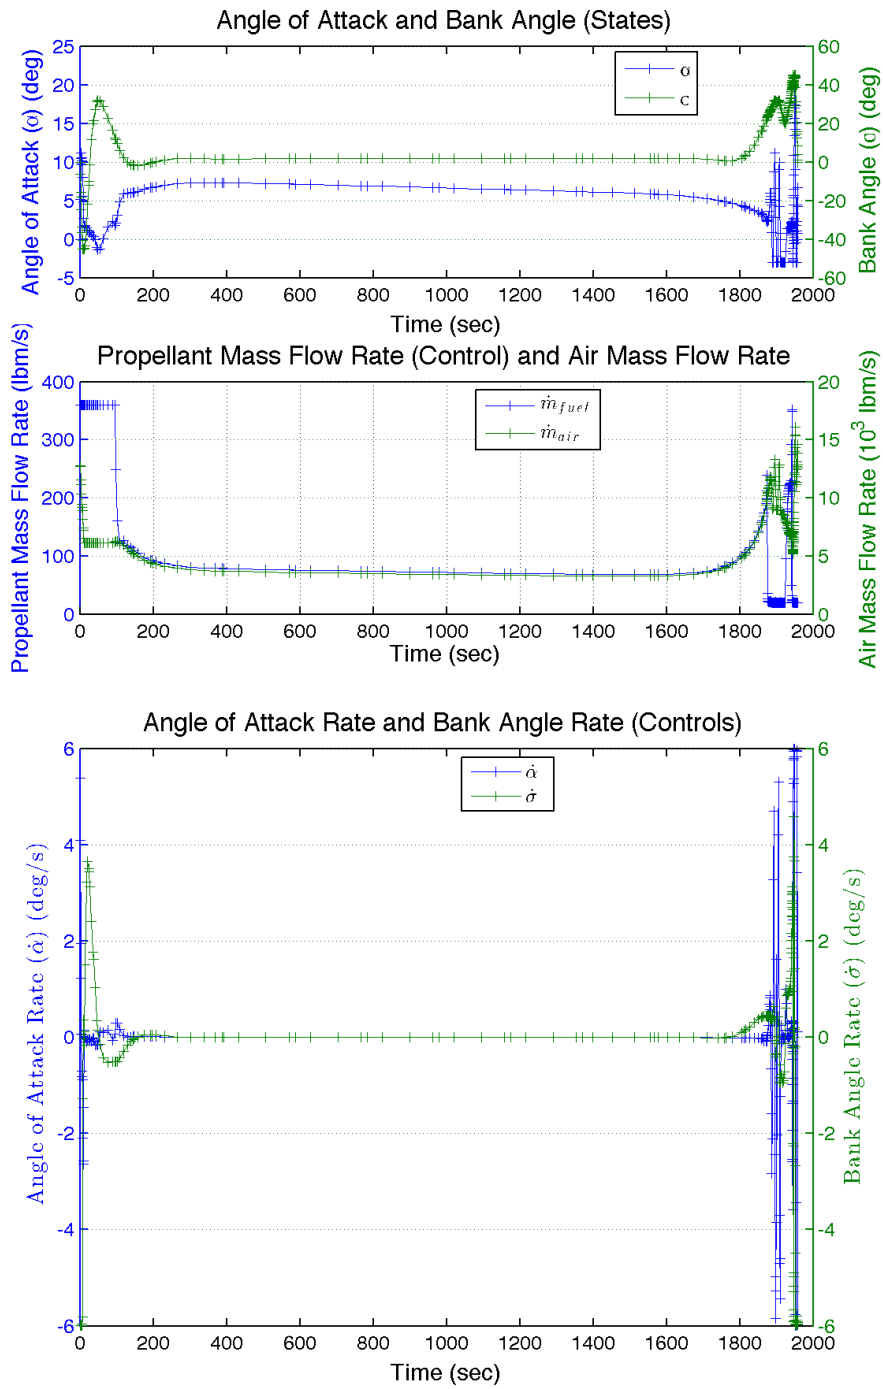 Angle of Attack and Bank Angle (States)
Angle of Attack (α) (deg)
25
20
15
10
5
0
-5
α
σ
60
40
20
0
-20
-40
-60
Bank Angle (σ) (deg)
0 200 400 600 800 1000 1200 1400 1600 1800 2000
Time (sec)
Propellant Mass Flow Rate (Control) and Air Mass Flow Rate
Propellant Mass Flow Rate (lbm/s)
400
300
200
100
0
ṁfuel
ṁair
20
15
10
5
0
Air Mass Flow Rate (10³ lbm/s)
0 200 400 600 800 1000 1200 1400 1600 1800 2000
Time (sec)
Angle of Attack Rate and Bank Angle Rate (Controls)
Angle of Attack Rate (α̇) (deg/s)
6
4
2
0
-2
-4
-6
α̇
σ̇
6
4
2
0
-2
-4
-6
Bank Angle Rate (σ̇) (deg/s)
0 200 400 600 800 1000 1200 1400 1600 1800 2000
Time (sec)